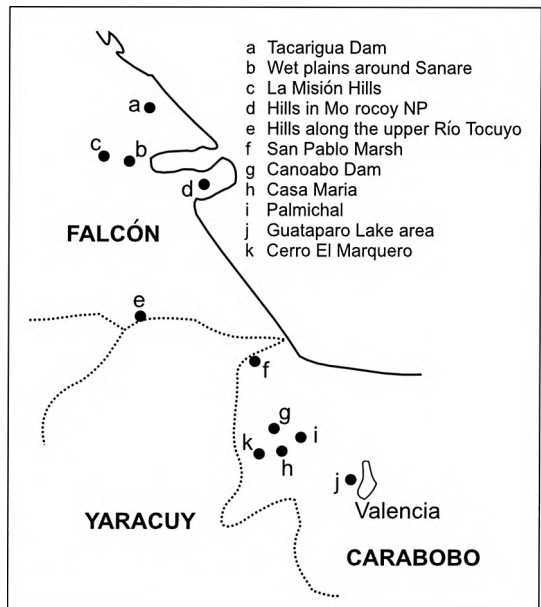 a Tacarigua Dam
b Wet plains around Sanare
c La Misión Hills
d Hills in Mo rocoy NP
e Hills along the upper Río Tocuyo
f San Pablo Marsh
g Canoabo Dam
h Casa Maria
i Palmichal
j Guataparo Lake area
k Cerro El Marquero
a
c b
d
FALCÓN
e
f
g
i
k
h
j
Valencia
YARACUY
CARABOBO